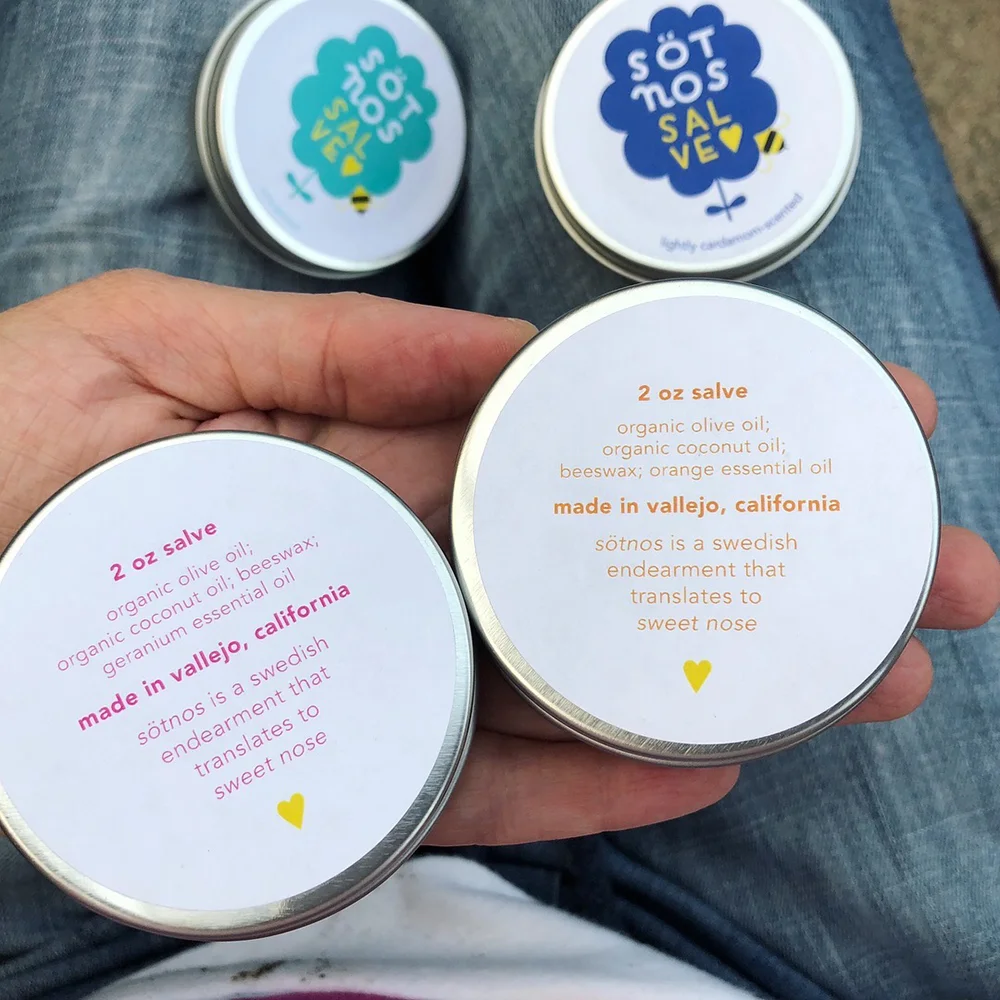 SÖT
NOS
SAL
VE
SÖT
NOS
SAL
VE
lightly cardamom-scented
2 oz salve
organic olive oil;
organic coconut oil; beeswax;
geranium essential oil
made in vallejo, california
sötnos is a swedish
endearment that
translates to
sweet nose
2 oz salve
organic olive oil;
organic coconut oil;
beeswax; orange essential oil
made in vallejo, california
sötnos is a swedish
endearment that
translates to
sweet nose